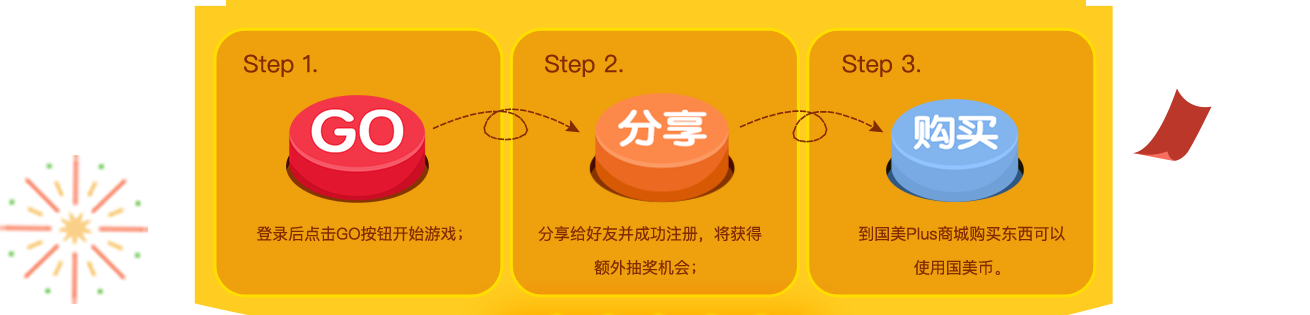 Step 1.
GO
登录后点击GO按钮开始游戏；
Step 2.
分享
分享给好友并成功注册，将获得
额外抽奖机会；
Step 3.
购买
到国美Plus商城购买东西可以
使用国美币。